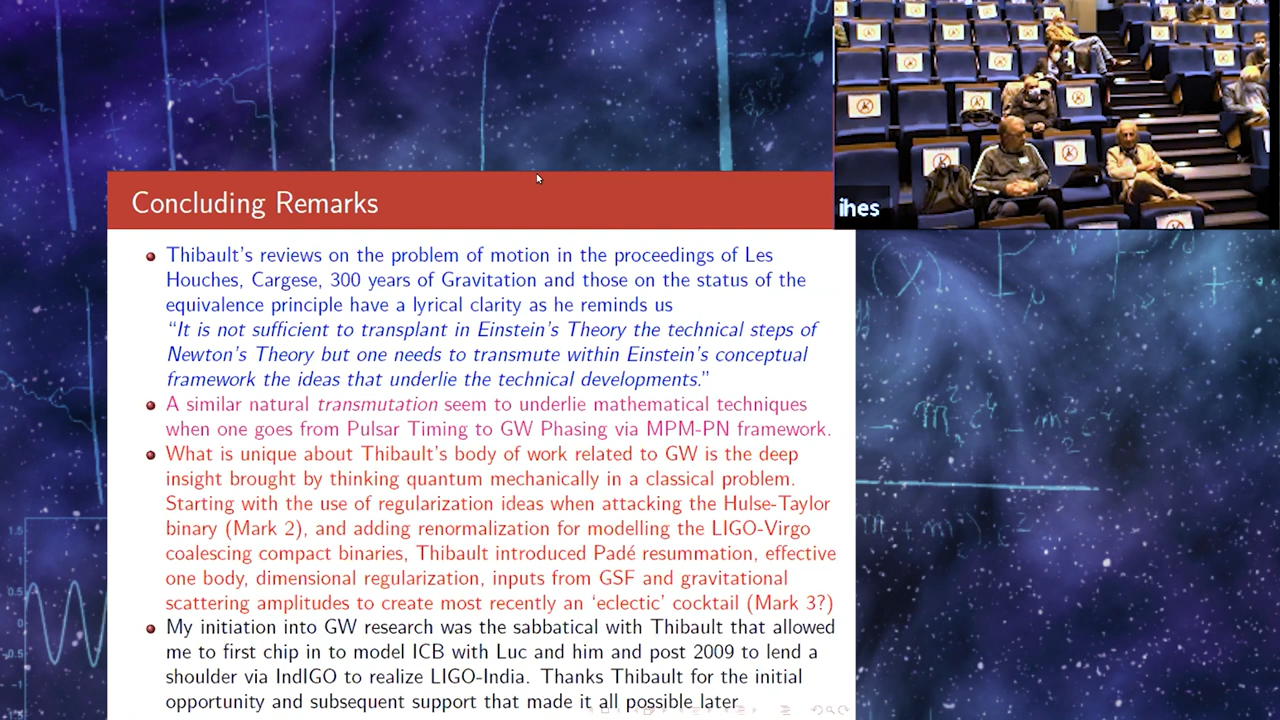 Concluding Remarks
Thibault's reviews on the problem of motion in the proceedings of Les
Houches, Cargese, 300 years of Gravitation and those on the status of the
equivalence principle have a lyrical clarity as he reminds us
“It is not sufficient to transplant in Einstein's Theory the technical steps of
Newton's Theory but one needs to transmute within Einstein's conceptual
framework the ideas that underlie the technical developments.”
A similar natural transmutation seem to underlie mathematical techniques
when one goes from Pulsar Timing to GW Phasing via MPM-PN framework.
What is unique about Thibault's body of work related to GW is the deep
insight brought by thinking quantum mechanically in a classical problem.
Starting with the use of regularization ideas when attacking the Hulse-Taylor
binary (Mark 2), and adding renormalization for modelling the LIGO-Virgo
coalescing compact binaries, Thibault introduced Padé resummation, effective
one body, dimensional regularization, inputs from GSF and gravitational
scattering amplitudes to create most recently an ‘eclectic’ cocktail (Mark 3?)
My initiation into GW research was the sabbatical with Thibault that allowed
me to first chip in to model ICB with Luc and him and post 2009 to lend a
shoulder via IndIGO to realize LIGO-India. Thanks Thibault for the initial
opportunity and subsequent support that made it all possible later
ihes
1.5
0.5
0
-0.5